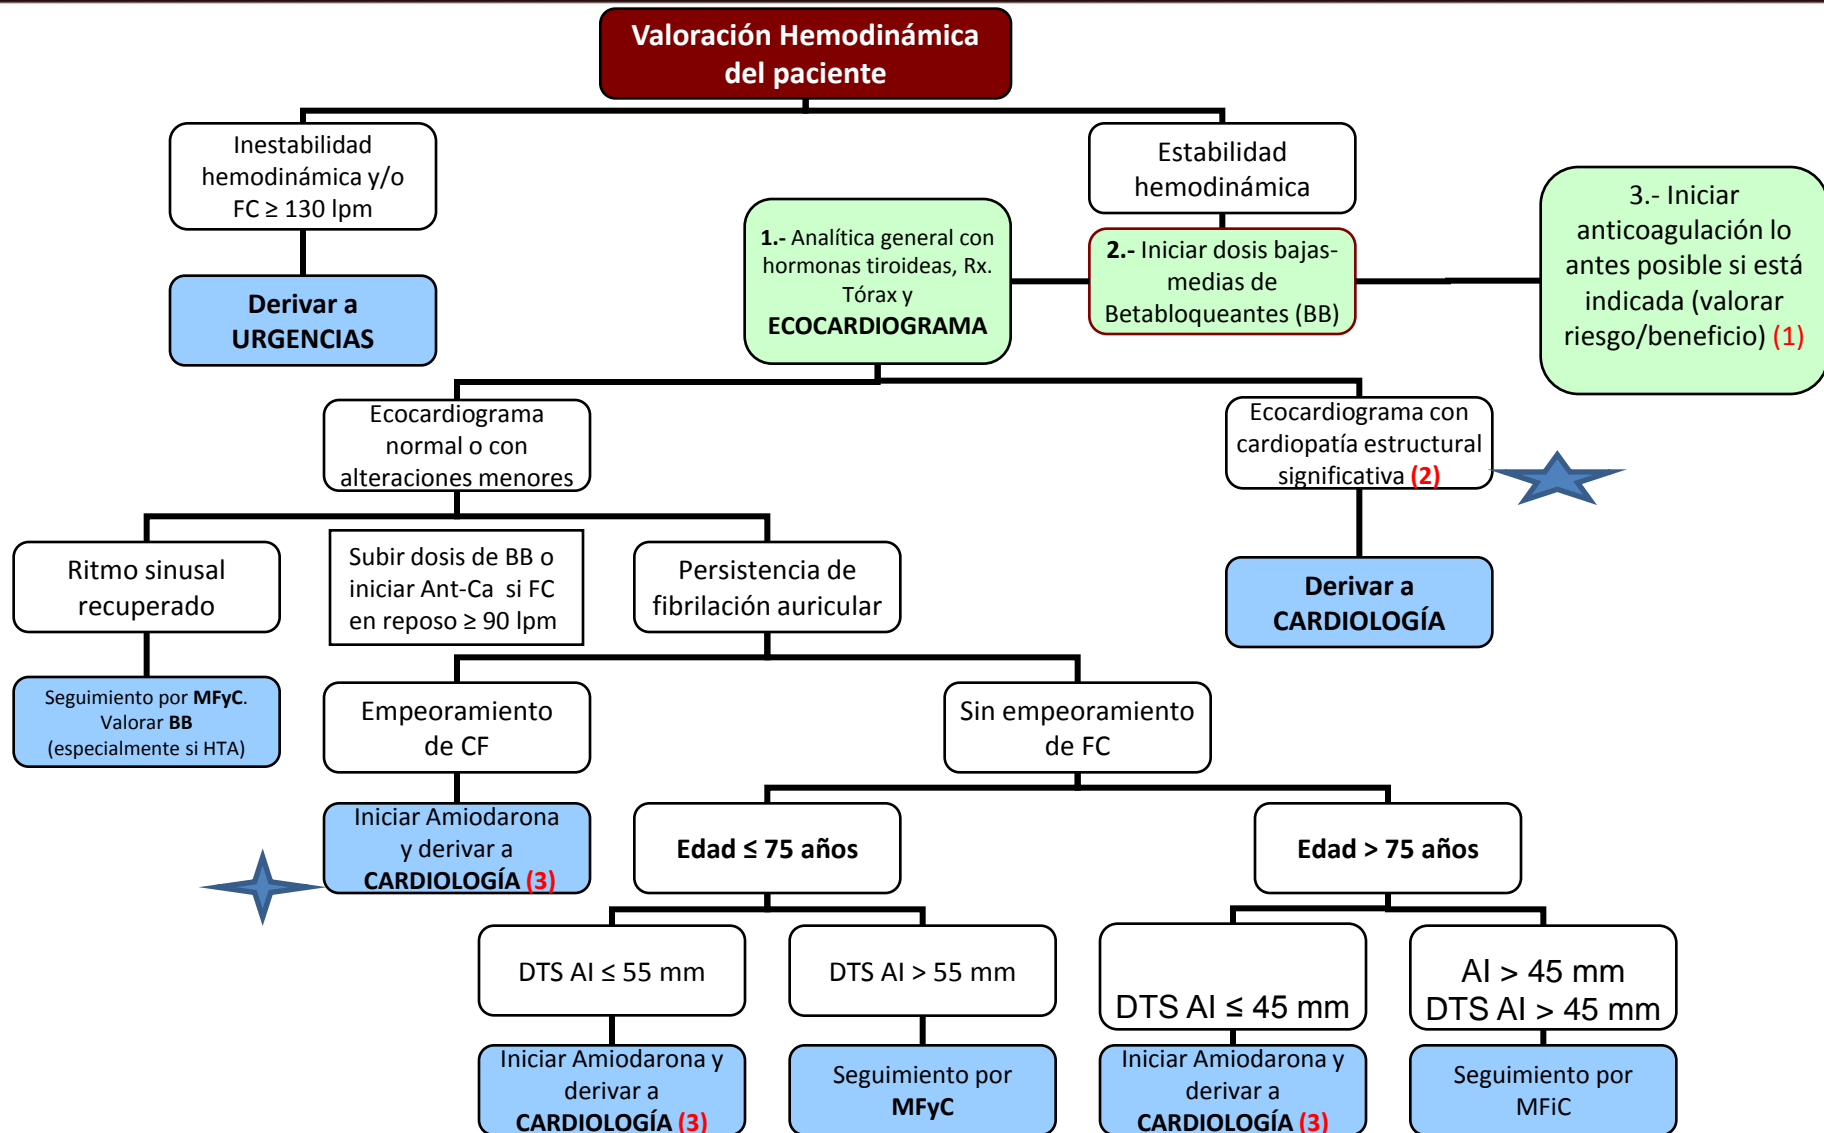 Valoración Hemodinámica
del paciente
Inestabilidad
hemodinámica y/o
FC ≥ 130 lpm
Estabilidad
hemodinámica
3.- Iniciar
anticoagulación lo
antes posible si está
indicada (valorar
riesgo/beneficio) (1)
1.- Analítica general con
hormonas tiroideas, Rx.
Tórax y
ECOCARDIOGRAMA
2.- Iniciar dosis bajas-
medias de
Betabloqueantes (BB)
Derivar a
URGENCIAS
Ecocardiograma
normal o con
alteraciones menores
Ecocardiograma con
cardiopatía estructural
significativa (2)
Ritmo sinusal
recuperado
Subir dosis de BB o
iniciar Ant-Ca si FC
en reposo ≥ 90 lpm
Persistencia de
fibrilación auricular
Derivar a
CARDIOLOGÍA
Seguimiento por MFyC.
Valorar BB
(especialmente si HTA)
Empeoramiento
de CF
Sin empeoramiento
de FC
Iniciar Amiodarona
y derivar a
CARDIOLOGÍA (3)
Edad ≤ 75 años
Edad > 75 años
DTS AI ≤ 55 mm
DTS AI > 55 mm
DTS AI ≤ 45 mm
AI > 45 mm
DTS AI > 45 mm
Iniciar Amiodarona y
derivar a
CARDIOLOGÍA (3)
Seguimiento por
MFyC
Iniciar Amiodarona y
derivar a
CARDIOLOGÍA (3)
Seguimiento por
MFiC